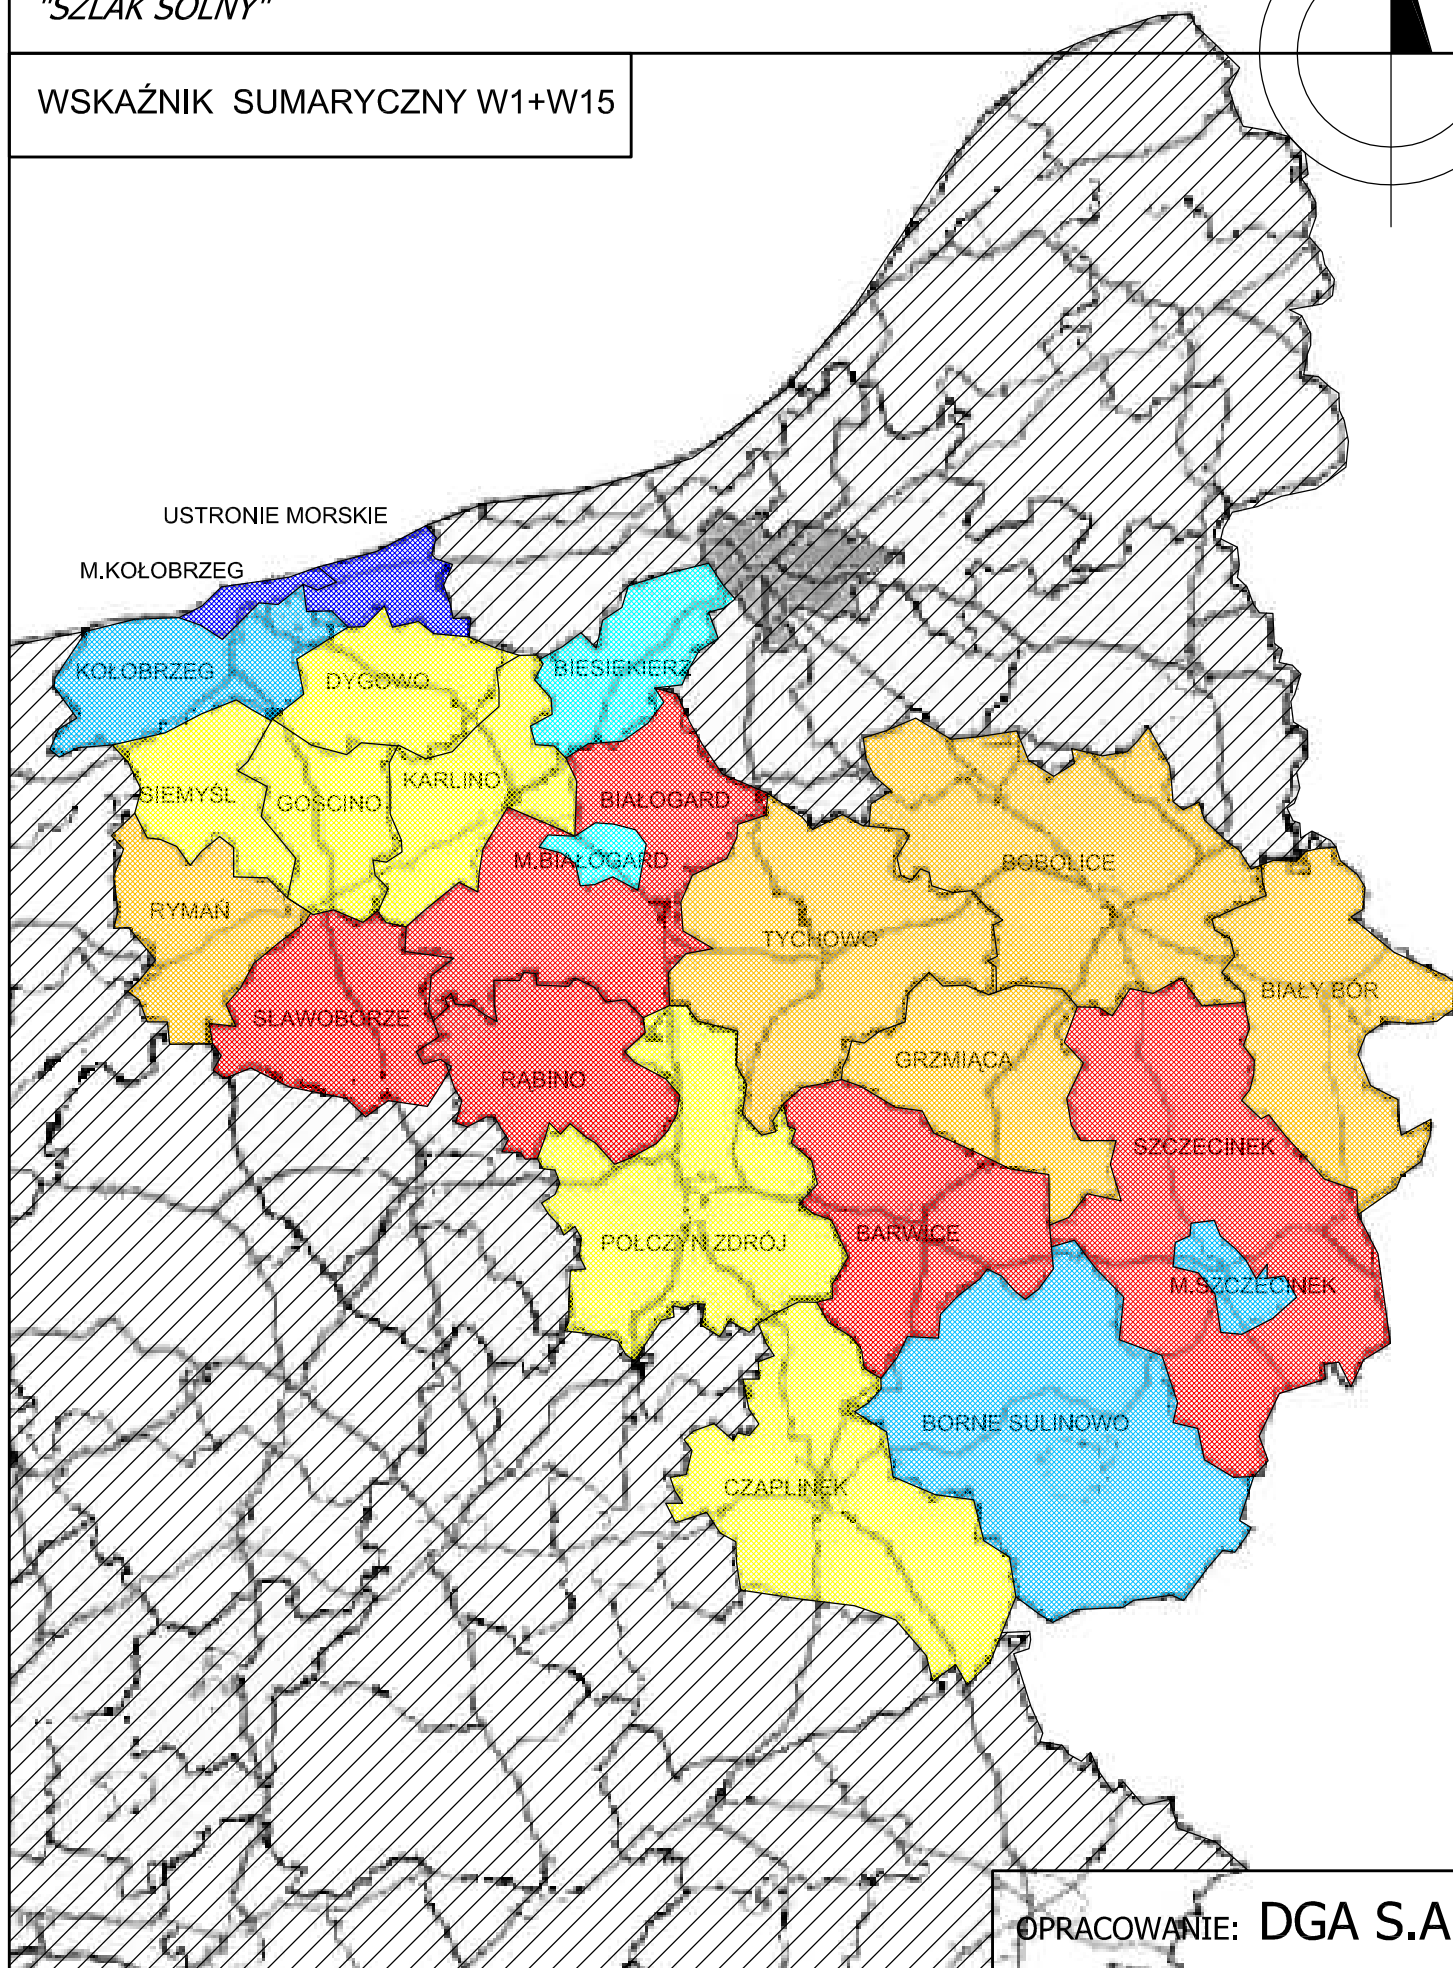 "SZLAK SOLNY"
WSKAŹNIK SUMARYCZNY W1+W15
USTRONIE MORSKIE
M.KOŁOBRZEG
KOŁOBRZEG
DYGOWO
BIESIEKIERZ
SIEMYŚL
GOŚCINO
KARLINO
BIAŁOGARD
M.BIAŁOGARD
BOBOLICE
RYMAŃ
TYCHOWO
BIAŁY BÓR
SŁAWOBORZE
RĄBINO
GRZMIĄCA
SZCZECINEK
POŁCZYN ZDRÓJ
BARWICE
M.SZCZECINEK
BORNE SULINOWO
CZAPLINEK
OPRACOWANIE: DGA S.A